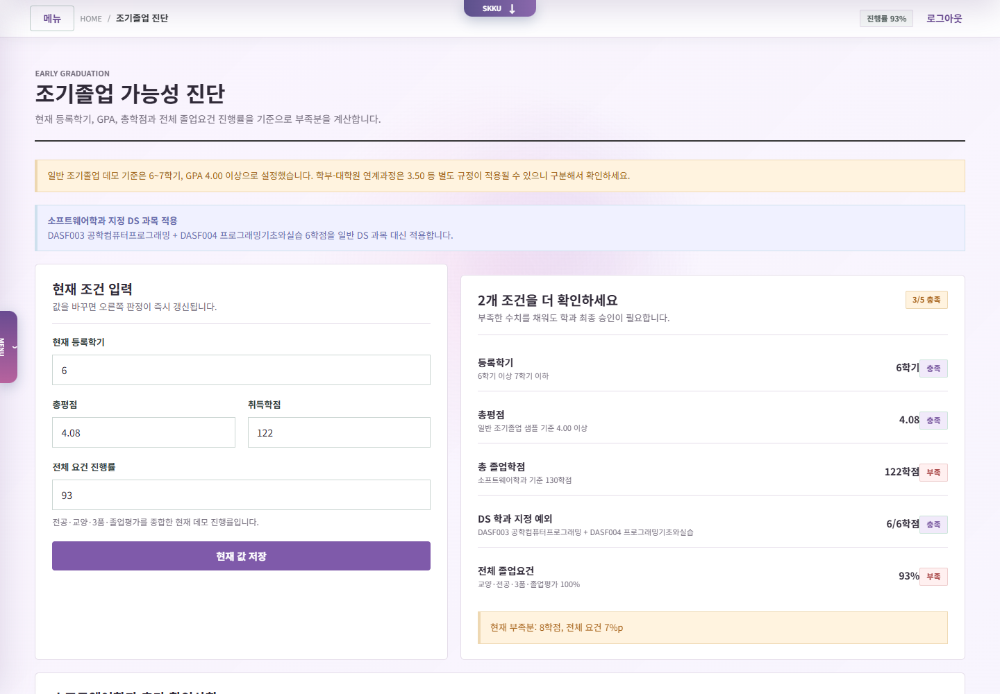 메뉴
HOME / 조기졸업 진단
SKKU ↓
진행률 93%
로그아웃
EARLY GRADUATION
조기졸업 가능성 진단
현재 등록학기, GPA, 총학점과 전체 졸업요건 진행률을 기준으로 부족분을 계산합니다.
일반 조기졸업 데모 기준은 6~7학기, GPA 4.00 이상으로 설정했습니다. 학부-대학원 연계과정은 3.50 등 별도 규정이 적용될 수 있으니 구분해서 확인하세요.
소프트웨어학과 지정 DS 과목 적용
DASF003 공학컴퓨터프로그래밍 + DASF004 프로그래밍기초와실습 6학점을 일반 DS 과목 대신 적용합니다.
현재 조건 입력
값을 바꾸면 오른쪽 판정이 즉시 갱신됩니다.
현재 등록학기
6
총평점 취득학점
4.08 122
전체 요건 진행률
93
전공·교양·3품·졸업평가를 종합한 현재 데모 진행률입니다.
현재 값 저장
MENU
2개 조건을 더 확인하세요
3/5 충족
부족한 수치를 채워도 학과 최종 승인이 필요합니다.
등록학기
6학기 이상 7학기 이하
6학기 충족
총평점
일반 조기졸업 샘플 기준 4.00 이상
4.08 충족
총 졸업학점
소프트웨어학과 기준 130학점
122학점 부족
DS 학과 지정 예외
DASF003 공학컴퓨터프로그래밍 + DASF004 프로그래밍기초와실습
6/6학점 충족
전체 졸업요건
교양·전공·3품·졸업평가 100%
93% 부족
현재 부족분: 8학점, 전체 요건 7%p